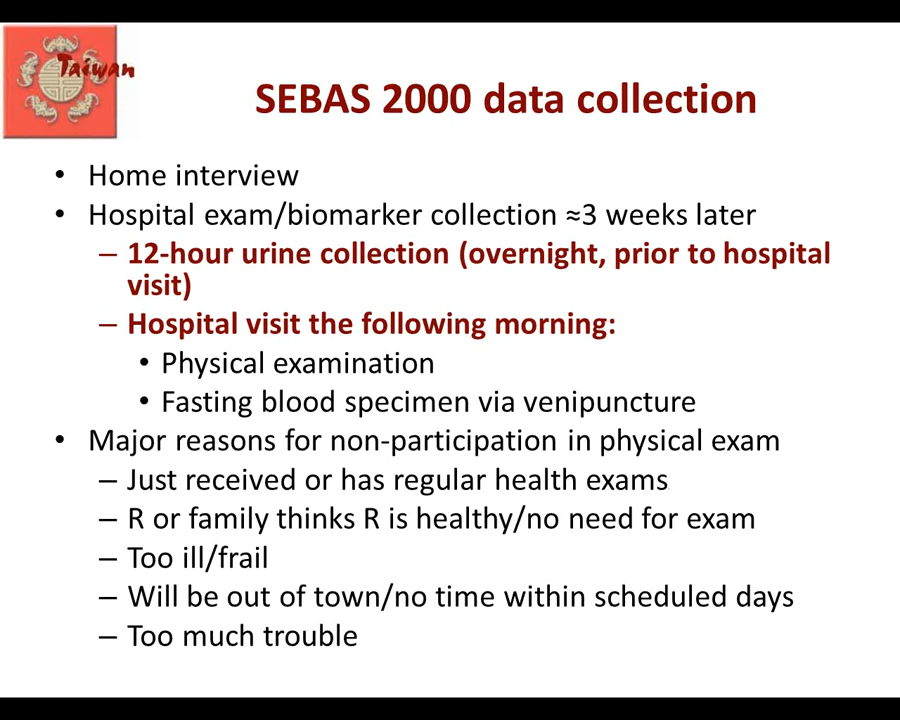 Taiwan
SEBAS 2000 data collection
• Home interview
• Hospital exam/biomarker collection ≈3 weeks later
– 12-hour urine collection (overnight, prior to hospital
visit)
– Hospital visit the following morning:
• Physical examination
• Fasting blood specimen via venipuncture
• Major reasons for non-participation in physical exam
– Just received or has regular health exams
– R or family thinks R is healthy/no need for exam
– Too ill/frail
– Will be out of town/no time within scheduled days
– Too much trouble